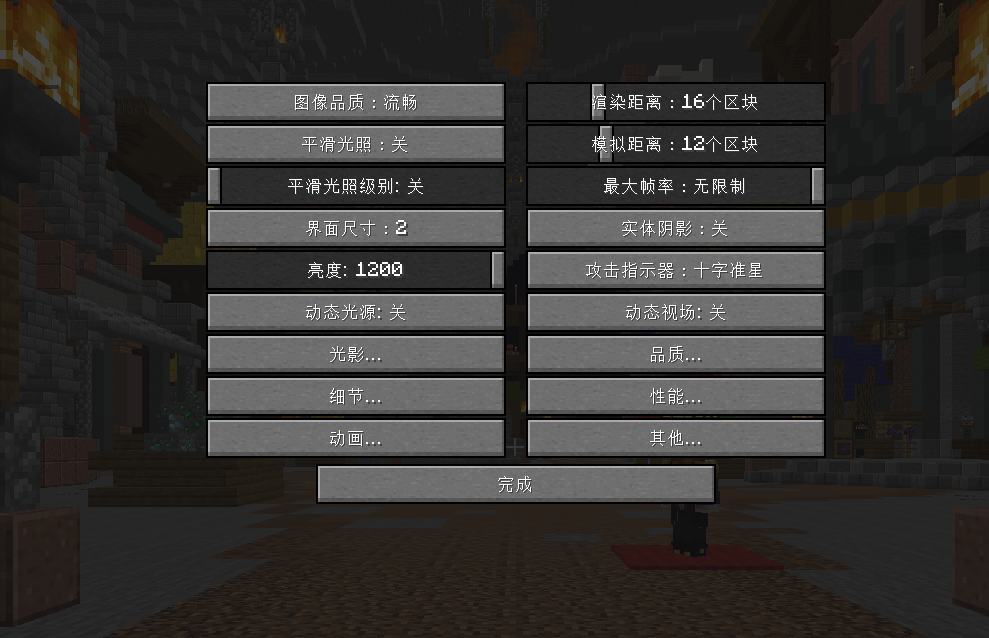 图像品质：流畅
渲染距离：16个区块
平滑光照：关
模拟距离：12个区块
平滑光照级别: 关
最大帧率：无限制
界面尺寸：2
实体阴影：关
亮度: 1200
攻击指示器：十字准星
动态光源: 关
动态视场: 关
光影...
品质...
细节...
性能...
动画...
其他...
完成